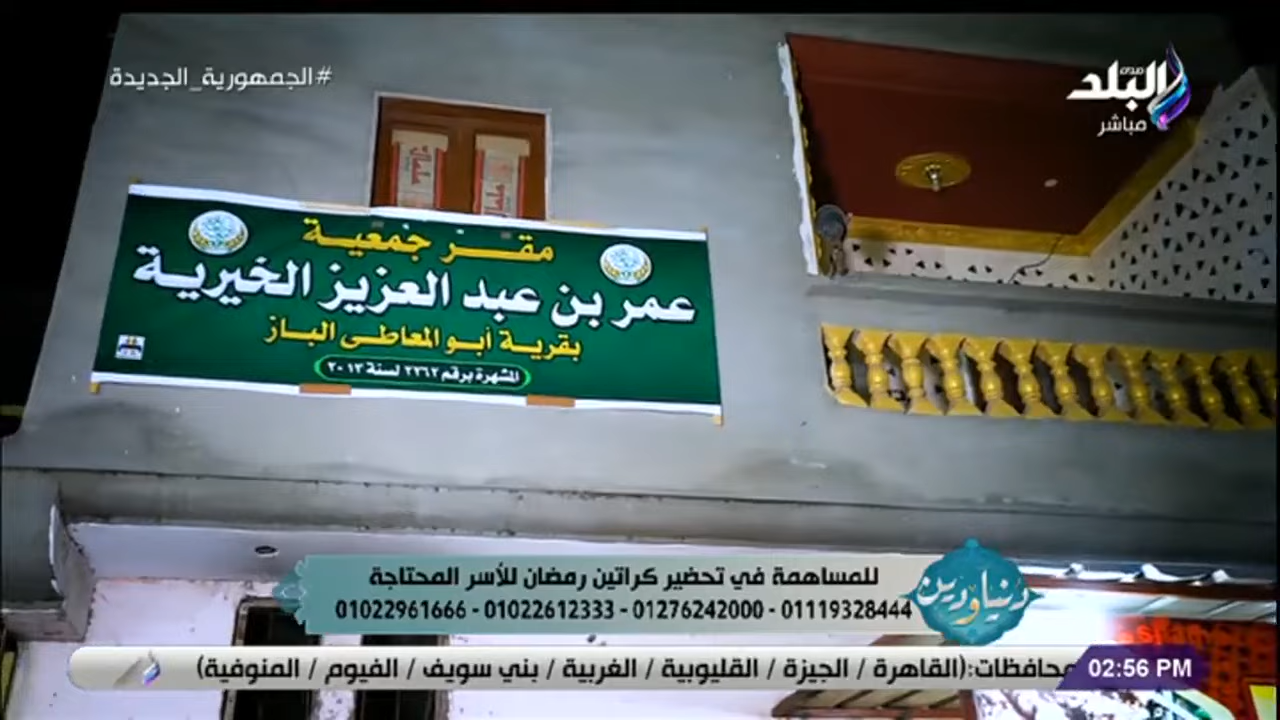 #الجمهورية_الجديدة
صدى البلد
مباشر
مقر جمعية
عمر بن عبد العزيز الخيرية
بقرية أبو المعاطى الباز
المشهرة برقم ٢٣٦٢ لسنة ٢٠١٣
للمساهمة في تحضير كراتين رمضان للأسر المحتاجة
01022961666 - 01022612333 - 01276242000 - 01119328444
دنيا ودين
محافظات:(القاهرة / الجيزة / القليوبية / الغربية / بني سويف / الفيوم / المنوفية)
02:56 PM